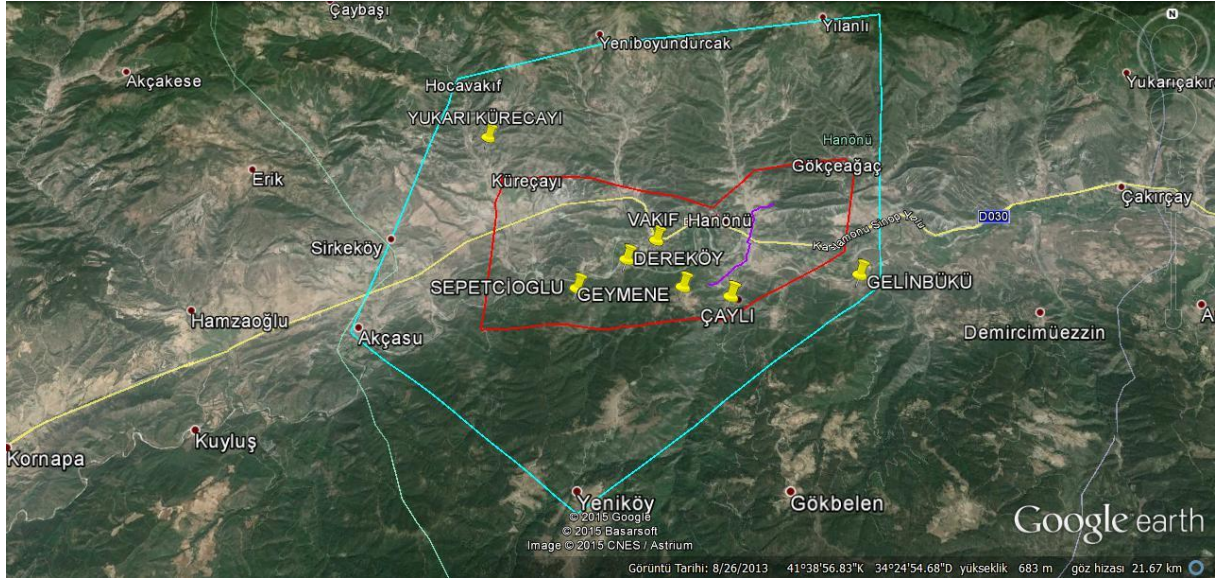 Çaybaşı
N
Yılanlı
Yeniboyundurcak
Akçakese
Yukarıçakır
Hocavakıf
YUKARI KÜREÇAYI
Hanönü
Erik
Küreçayı
Gökçeağaç
Çakırçay
VAKIF
Hanönü
D030
Kastamonu Sinop Yolu
Sirkeköy
DEREKÖY
SEPETCİOGLU
GEYMENE
GELİNBÜKÜ
ÇAYLI
Hamzaoğlu
Akçasu
Demircimüezzin
A
Kuyluş
Kornapa
Yeniköy
Gökbelen
© 2015 Google
© 2015 Basarsoft
Image © 2015 CNES / Astrium
Google earth
Görüntü Tarihi: 8/26/2013 41°38'56.83"K 34°24'54.68"D yükseklik 683 m göz hizası 21.67 km